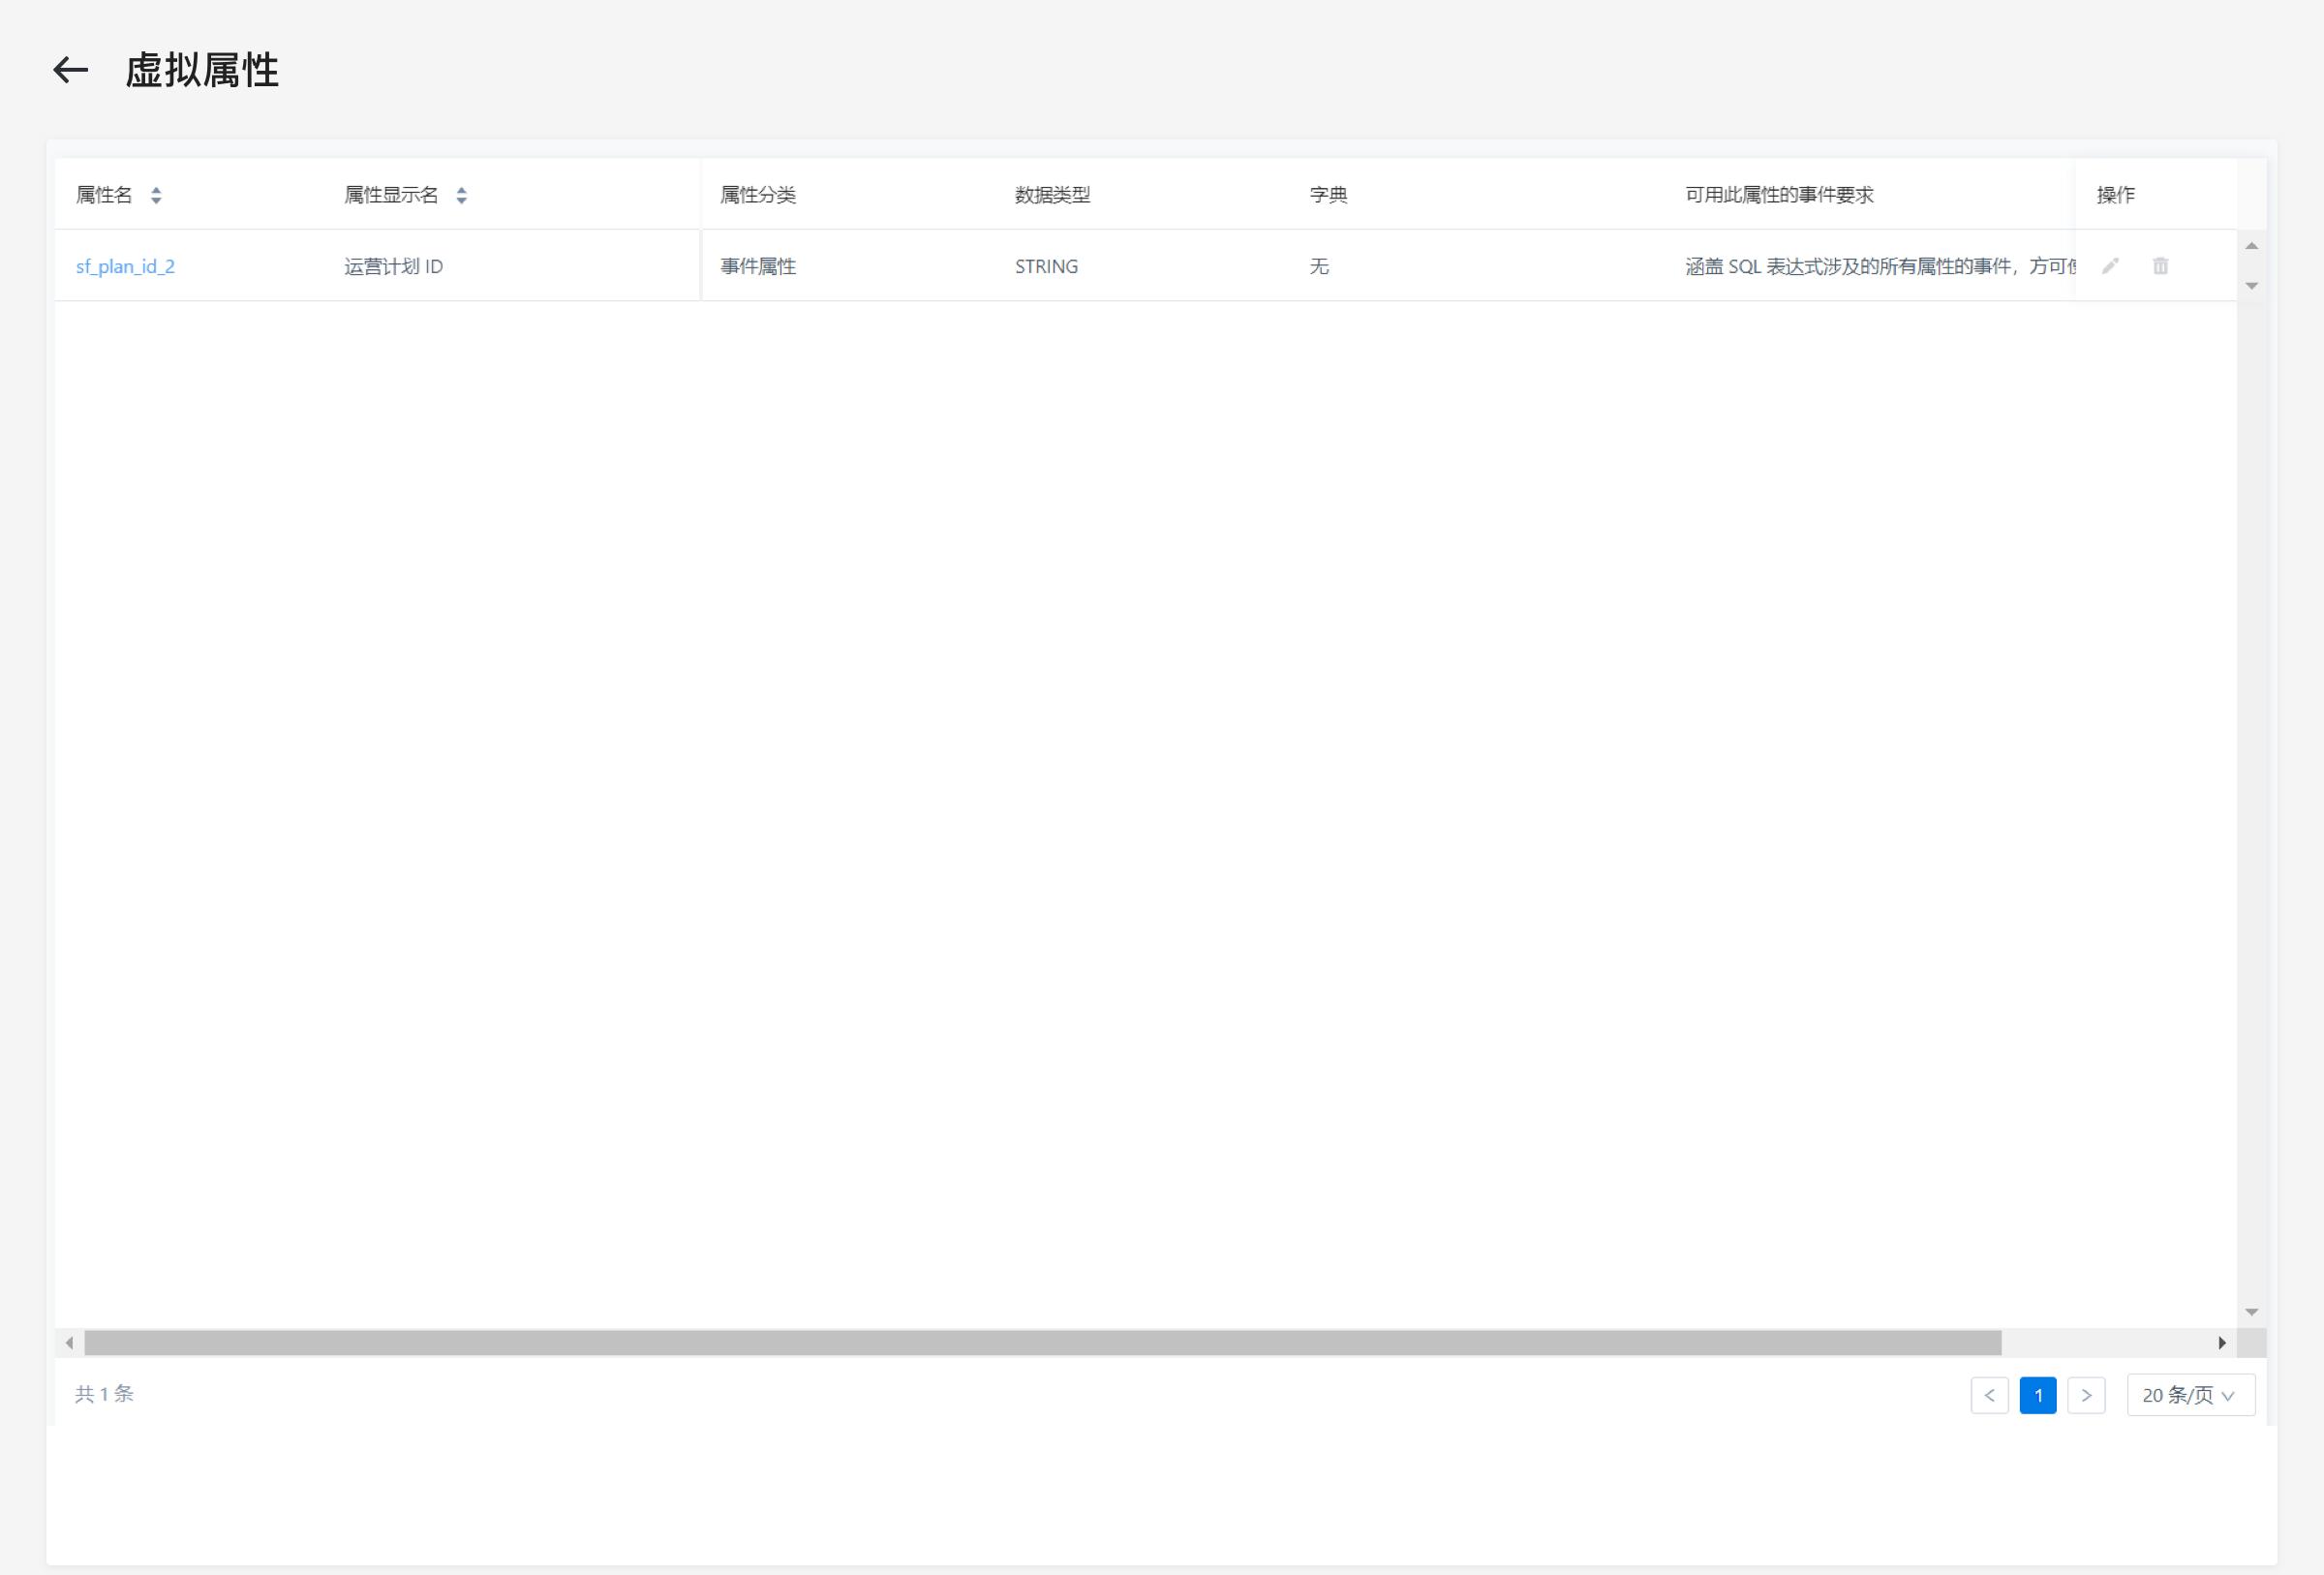 虚拟属性
属性名 属性显示名 属性分类 数据类型 字典 可用此属性的事件要求 操作
sf_plan_id_2 运营计划 ID 事件属性 STRING 无 涵盖 SQL 表达式涉及的所有属性的事件，方可
共 1 条 1 20 条/页